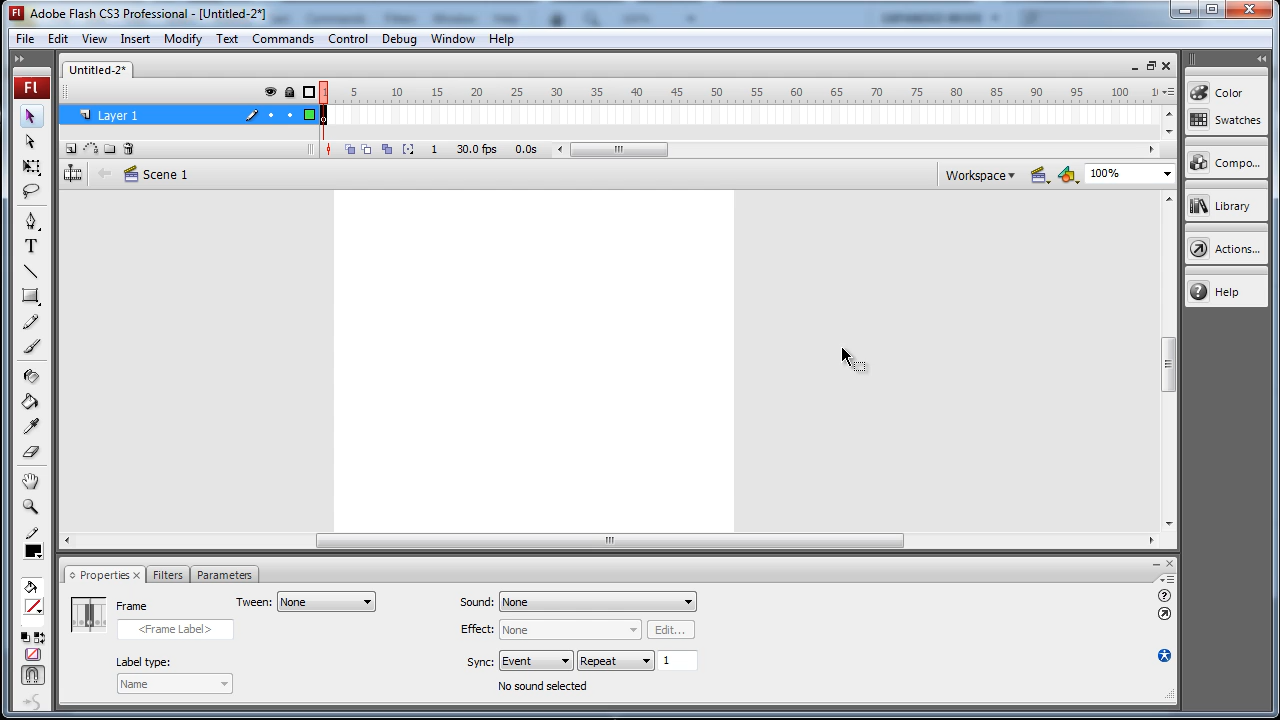 Fl Adobe Flash CS3 Professional - [Untitled-2*]
File Edit View Insert Modify Text Commands Control Debug Window Help
Untitled-2*
Fl
1 5 10 15 20 25 30 35 40 45 50 55 60 65 70 75 80 85 90 95 100
Layer 1
1 30.0 fps 0.0s
Scene 1
Workspace
100%
T
Color
Swatches
Compo...
Library
Actions...
Help
Properties Filters Parameters
Frame
<Frame Label>
Label type:
Name
Tween: None
Sound: None
Effect: None Edit...
Sync: Event Repeat 1
No sound selected